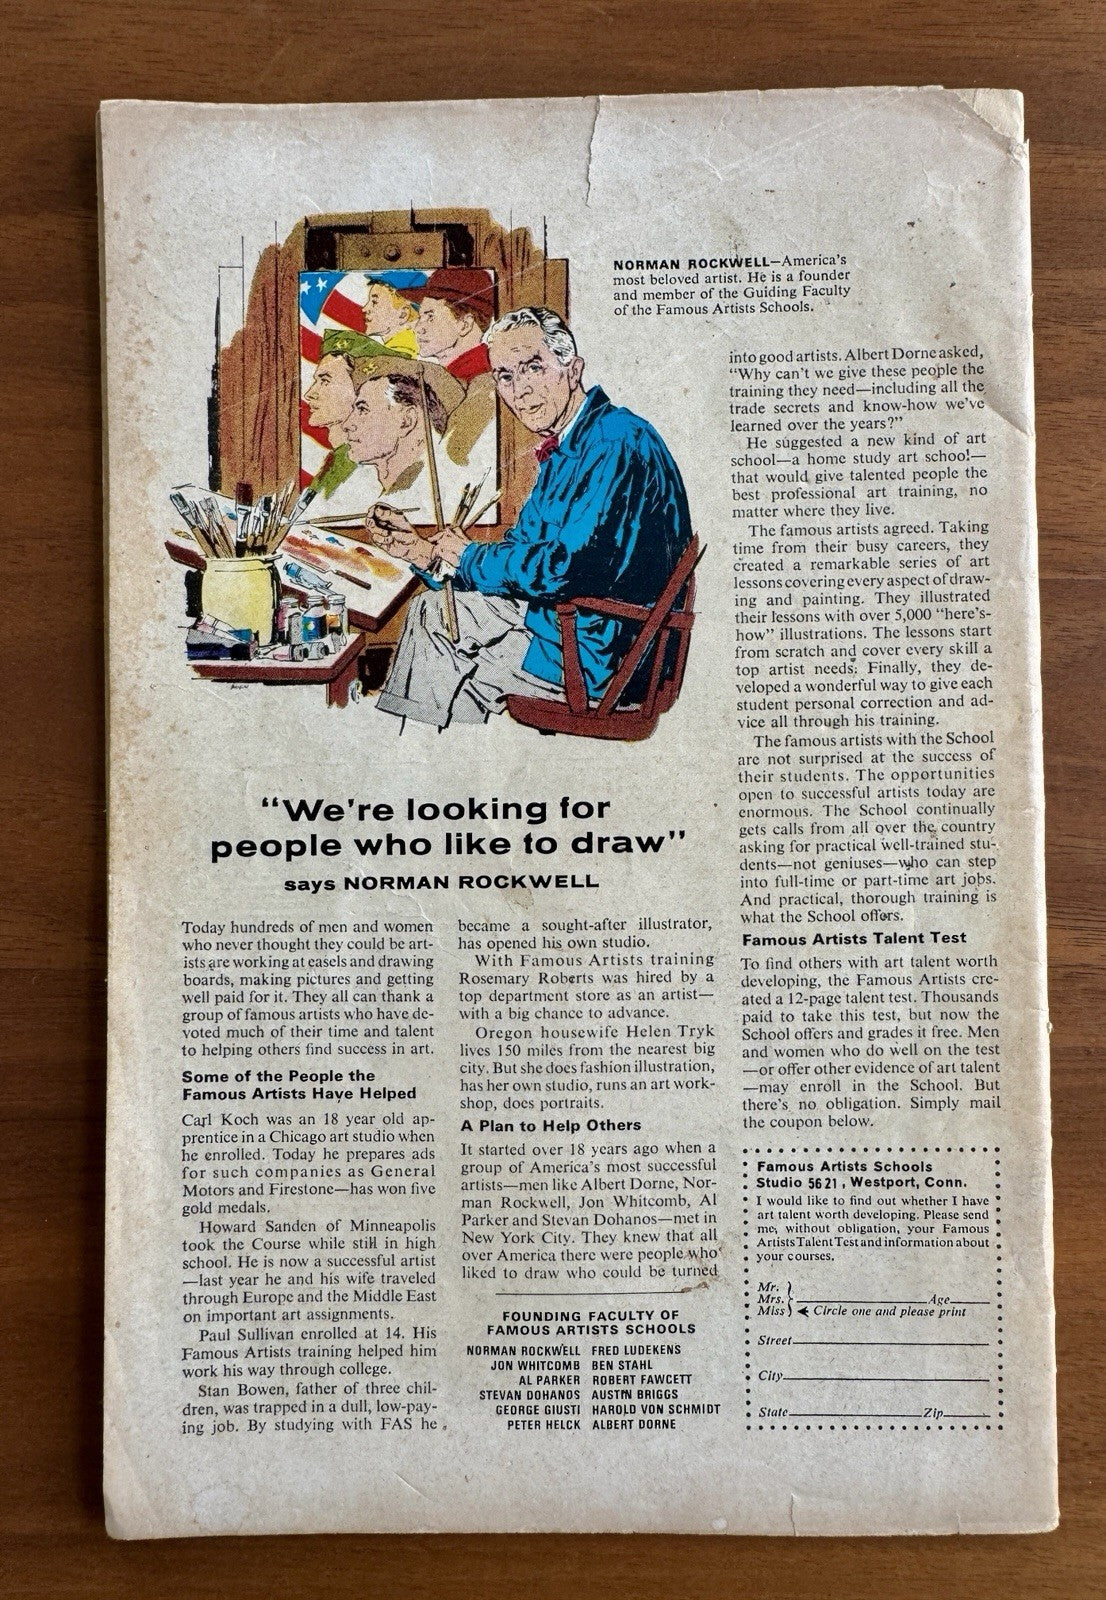 NORMAN ROCKWELL—America's
most beloved artist. He is a founder
and member of the Guiding Faculty
of the Famous Artists Schools.
"We're looking for
people who like to draw"
says NORMAN ROCKWELL
Today hundreds of men and women
who never thought they could be art-
ists are working at easels and drawing
boards, making pictures and getting
well paid for it. They all can thank a
group of famous artists who have de-
voted much of their time and talent
to helping others find success in art.
Some of the People the
Famous Artists Have Helped
Carl Koch was an 18 year old ap-
prentice in a Chicago art studio when
he enrolled. Today he prepares ads
for such companies as General
Motors and Firestone—has won five
gold medals.
Howard Sanden of Minneapolis
took the Course while still in high
school. He is now a successful artist
—last year he and his wife traveled
through Europe and the Middle East
on important art assignments.
Paul Sullivan enrolled at 14. His
Famous Artists training helped him
work his way through college.
Stan Bowen, father of three chil-
dren, was trapped in a dull, low-pay-
ing job. By studying with FAS he
became a sought-after illustrator,
has opened his own studio.
With Famous Artists training
Rosemary Roberts was hired by a
top department store as an artist—
with a big chance to advance.
Oregon housewife Helen Tryk
lives 150 miles from the nearest big
city. But she does fashion illustration,
has her own studio, runs an art work-
shop, does portraits.
A Plan to Help Others
It started over 18 years ago when a
group of America's most successful
artists—men like Albert Dorne, Nor-
man Rockwell, Jon Whitcomb, Al
Parker and Stevan Dohanos—met in
New York City. They knew that all
over America there were people who
liked to draw who could be turned
into good artists. Albert Dorne asked,
"Why can't we give these people the
training they need—including all the
trade secrets and know-how we've
learned over the years?"
He suggested a new kind of art
school—a home study art school—
that would give talented people the
best professional art training, no
matter where they live.
The famous artists agreed. Taking
time from their busy careers, they
created a remarkable series of art
lessons covering every aspect of draw-
ing and painting. They illustrated
their lessons with over 5,000 "here's-
how" illustrations. The lessons start
from scratch and cover every skill a
top artist needs. Finally, they de-
veloped a wonderful way to give each
student personal correction and ad-
vice all through his training.
The famous artists with the School
are not surprised at the success of
their students. The opportunities
open to successful artists today are
enormous. The School continually
gets calls from all over the country
asking for practical well-trained stu-
dents—not geniuses—who can step
into full-time or part-time art jobs.
And practical, thorough training is
what the School offers.
Famous Artists Talent Test
To find others with art talent worth
developing, the Famous Artists cre-
ated a 12-page talent test. Thousands
paid to take this test, but now the
School offers and grades it free. Men
and women who do well on the test
—or offer other evidence of art talent
—may enroll in the School. But
there's no obligation. Simply mail
the coupon below.
FOUNDING FACULTY OF
FAMOUS ARTISTS SCHOOLS
NORMAN ROCKWELL FRED LUDEKENS
JON WHITCOMB BEN STAHL
AL PARKER ROBERT FAWCETT
STEVAN DOHANOS AUSTIN BRIGGS
GEORGE GIUSTI HAROLD VON SCHMIDT
PETER HELCK ALBERT DORNE
Famous Artists Schools
Studio 5621, Westport, Conn.
I would like to find out whether I have
art talent worth developing. Please send
me, without obligation, your Famous
Artists Talent Test and information about
your courses.
Mr.
Mrs. Age
Miss Circle one and please print
Street
City
State Zip